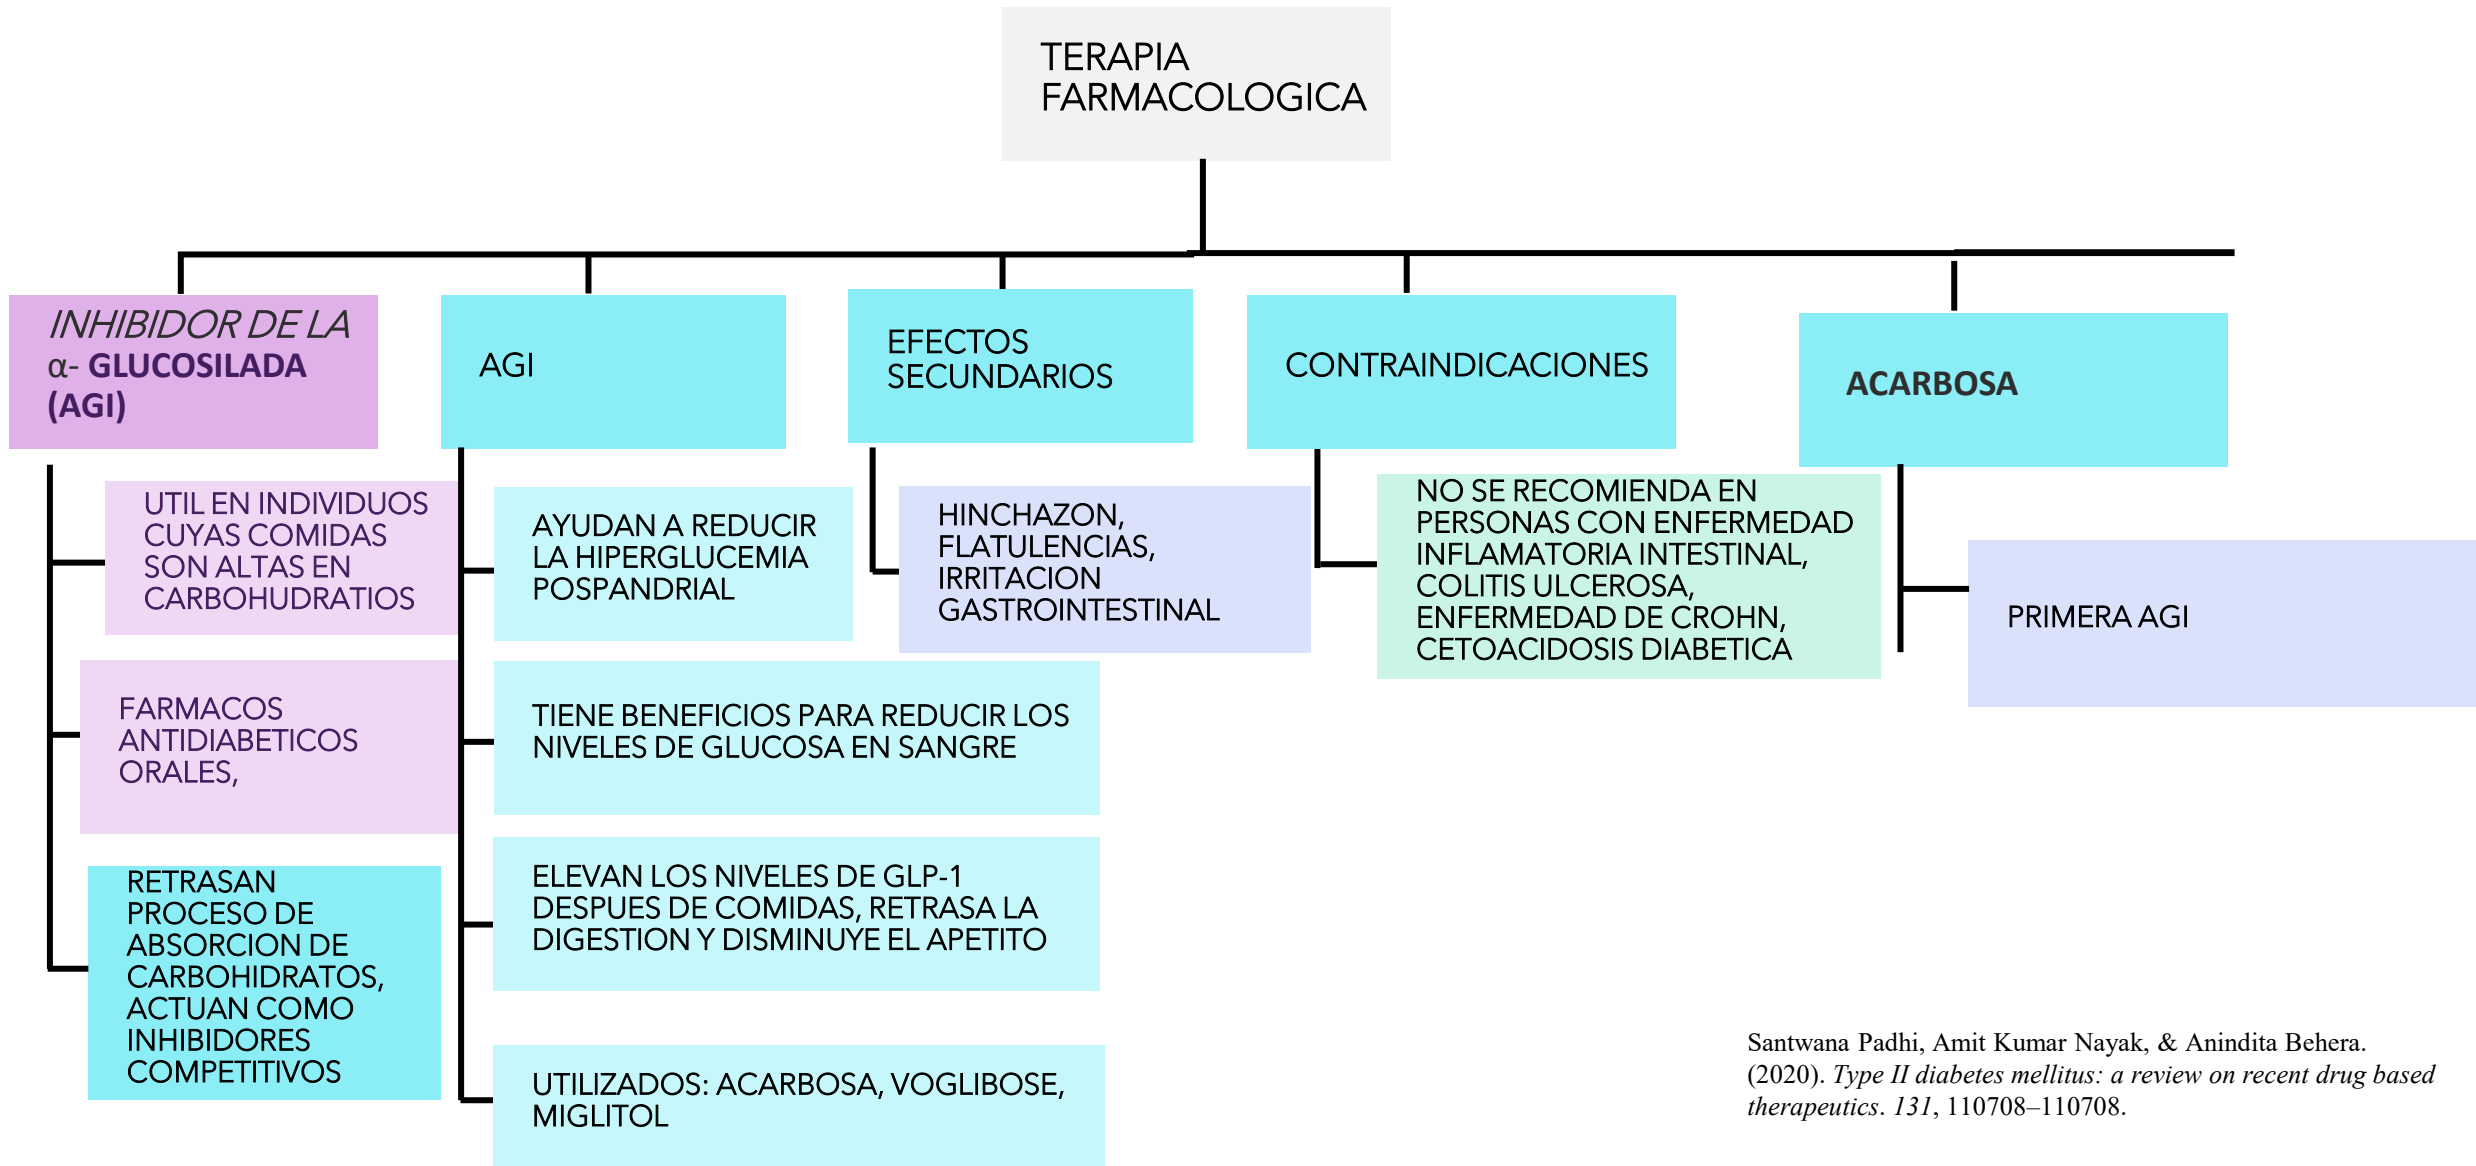 TERAPIA
FARMACOLOGICA
INHIBIDOR DE LA
α- GLUCOSILADA
(AGI)
UTIL EN INDIVIDUOS
CUYAS COMIDAS
SON ALTAS EN
CARBOHUDRATIOS
FARMACOS
ANTIDIABETICOS
ORALES,
RETRASAN
PROCESO DE
ABSORCION DE
CARBOHIDRATOS,
ACTUAN COMO
INHIBIDORES
COMPETITIVOS
AGI
AYUDAN A REDUCIR
LA HIPERGLUCEMIA
POSPANDRIAL
TIENE BENEFICIOS PARA REDUCIR LOS
NIVELES DE GLUCOSA EN SANGRE
ELEVAN LOS NIVELES DE GLP-1
DESPUES DE COMIDAS, RETRASA LA
DIGESTION Y DISMINUYE EL APETITO
UTILIZADOS: ACARBOSA, VOGLIBOSE,
MIGLITOL
EFECTOS
SECUNDARIOS
HINCHAZON,
FLATULENCIAS,
IRRITACION
GASTROINTESTINAL
CONTRAINDICACIONES
NO SE RECOMIENDA EN
PERSONAS CON ENFERMEDAD
INFLAMATORIA INTESTINAL,
COLITIS ULCEROSA,
ENFERMEDAD DE CROHN,
CETOACIDOSIS DIABETICA
ACARBOSA
PRIMERA AGI
Santwana Padhi, Amit Kumar Nayak, & Anindita Behera.
(2020). Type II diabetes mellitus: a review on recent drug based
therapeutics. 131, 110708–110708.